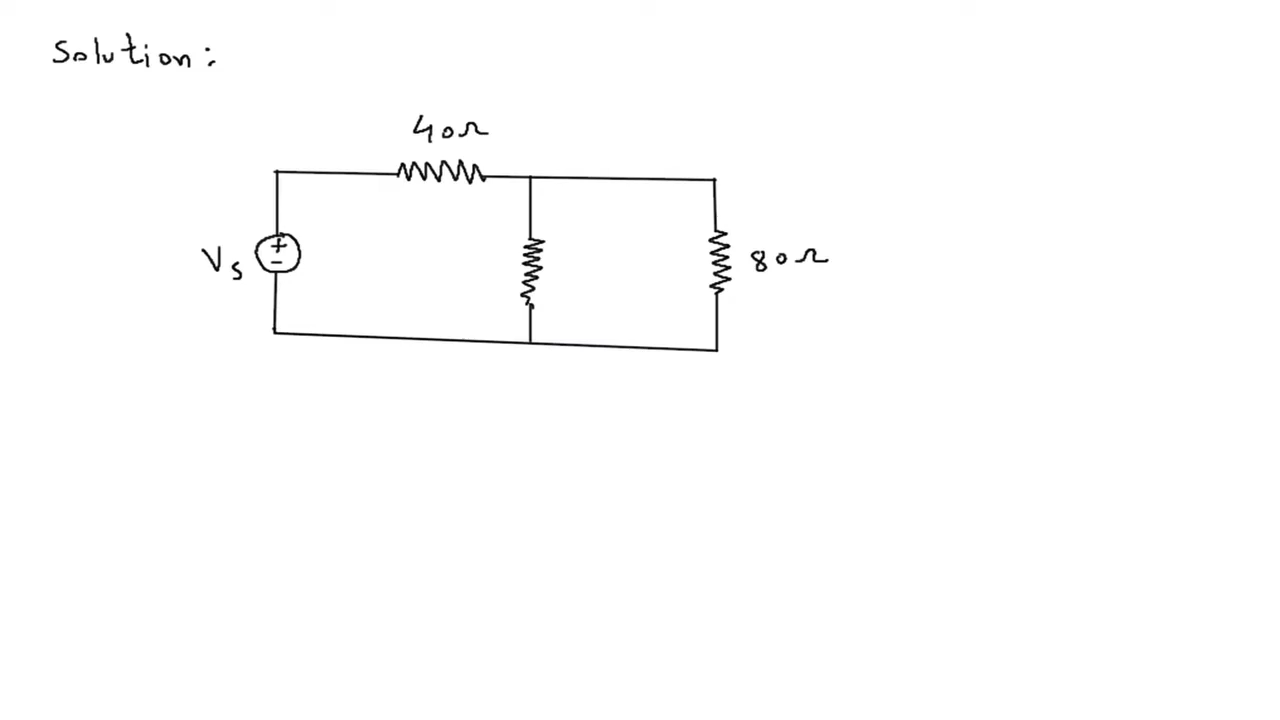 Solution:
40Ω
+
Vs
-
80Ω